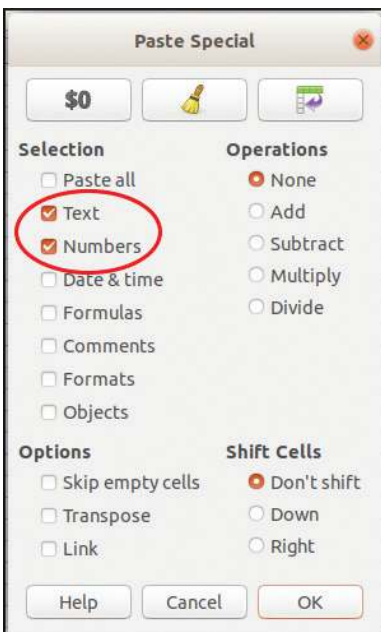 Paste Special
$0
Selection
Paste all
Text
Numbers
Date & time
Formulas
Comments
Formats
Objects
Operations
None
Add
Subtract
Multiply
Divide
Options
Skip empty cells
Transpose
Link
Shift Cells
Don't shift
Down
Right
Help
Cancel
OK